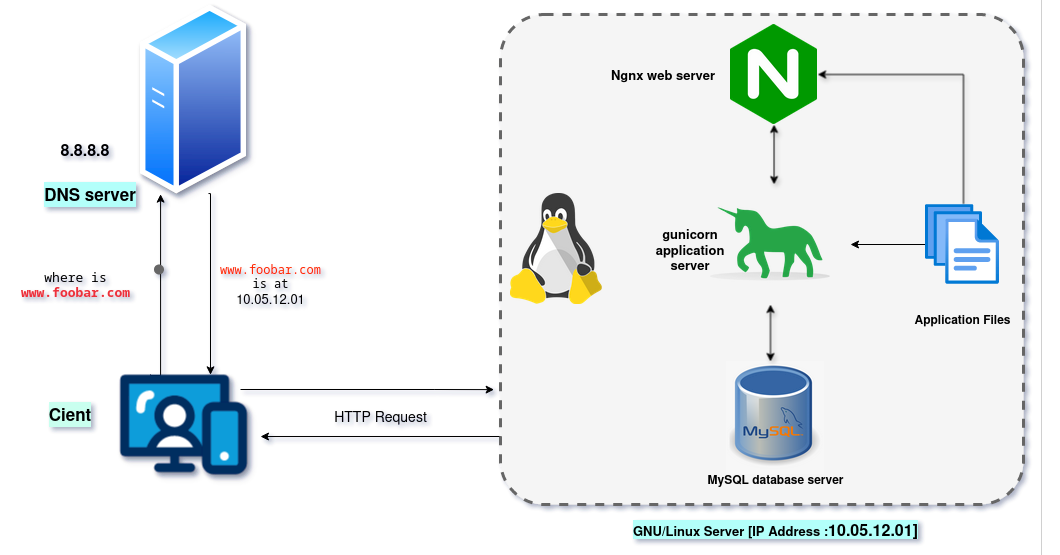 8.8.8.8
DNS server
where is
www.foobar.com
www.foobar.com
is at
10.05.12.01
Cient
HTTP Request
Ngnx web server
N
gunicorn
application
server
Application Files
MySQL
MySQL database server
GNU/Linux Server [IP Address :10.05.12.01]